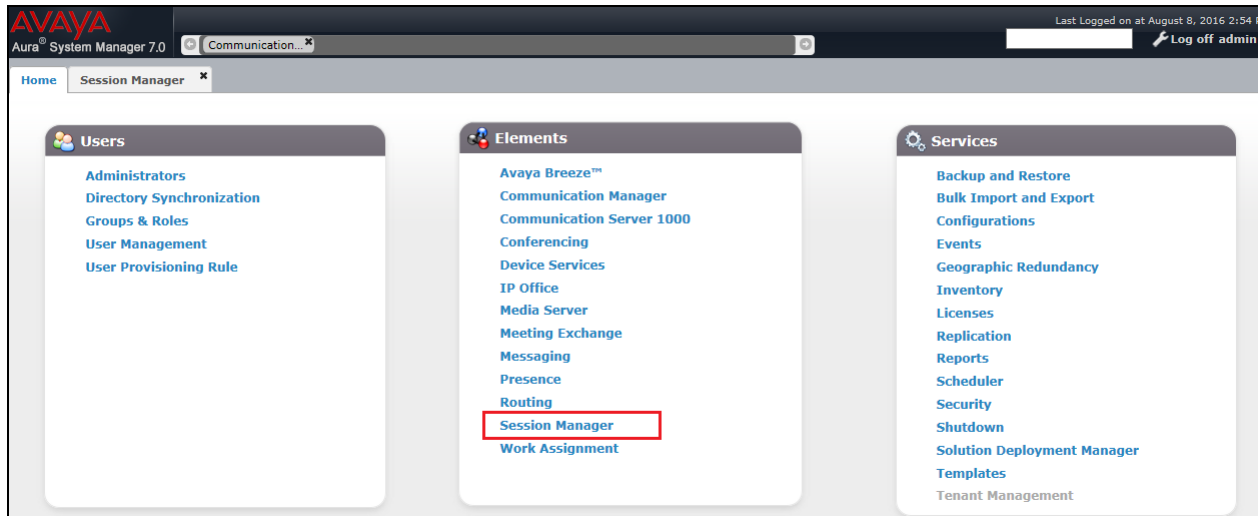 AVAYA
Last Logged on at August 8, 2016 2:54
Aura® System Manager 7.0
Communication...
Log off admin
Home
Session Manager
Users
Administrators
Directory Synchronization
Groups & Roles
User Management
User Provisioning Rule
Elements
Avaya Breeze™
Communication Manager
Communication Server 1000
Conferencing
Device Services
IP Office
Media Server
Meeting Exchange
Messaging
Presence
Routing
Session Manager
Work Assignment
Services
Backup and Restore
Bulk Import and Export
Configurations
Events
Geographic Redundancy
Inventory
Licenses
Replication
Reports
Scheduler
Security
Shutdown
Solution Deployment Manager
Templates
Tenant Management